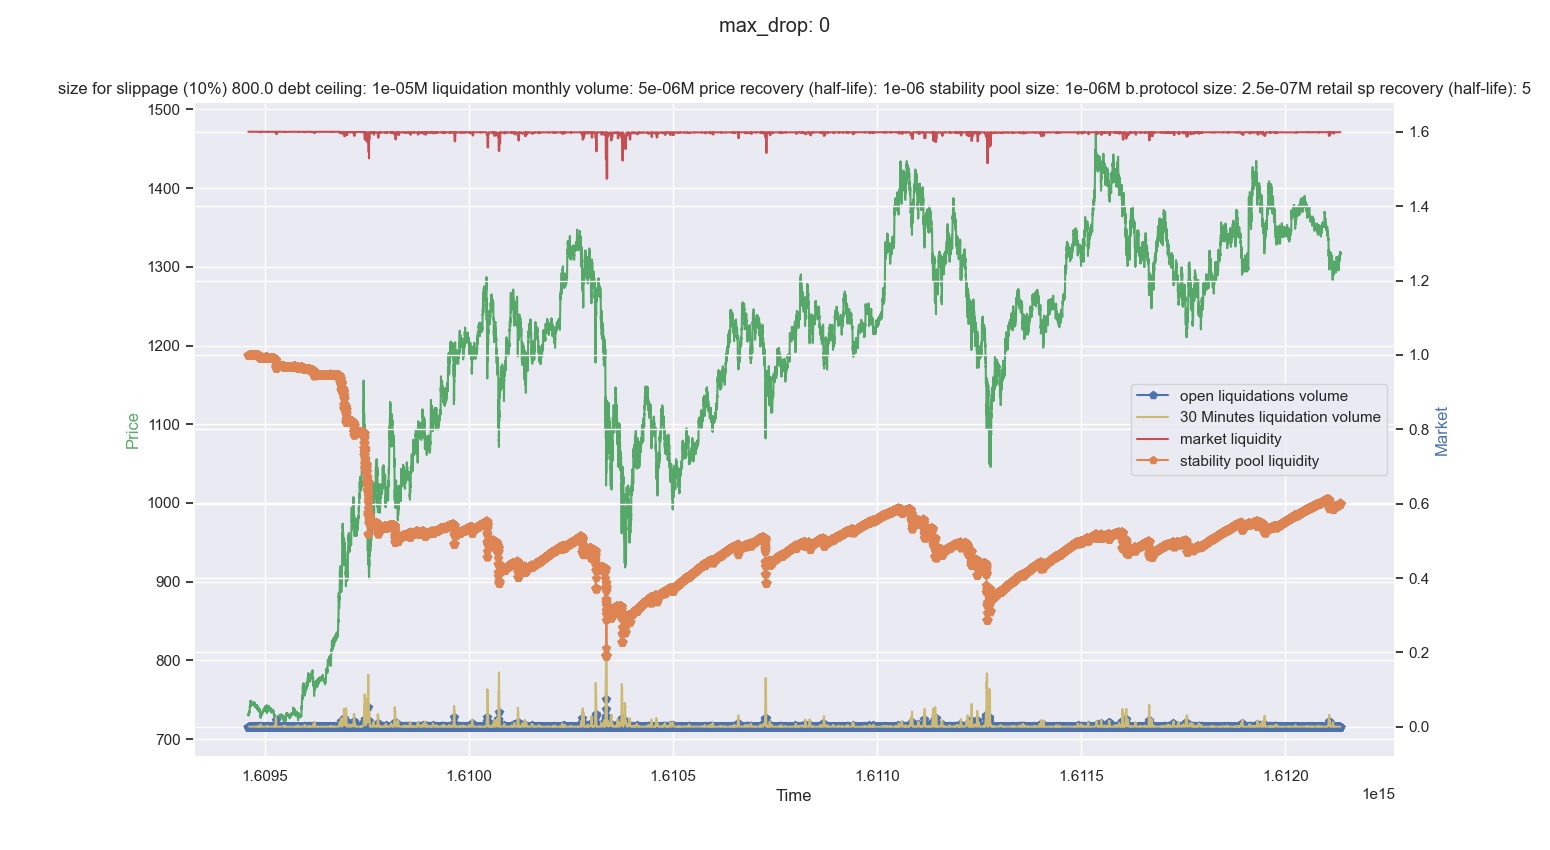 max_drop: 0
size for slippage (10%) 800.0 debt ceiling: 1e-05M liquidation monthly volume: 5e-06M price recovery (half-life): 1e-06 stability pool size: 1e-06M b.protocol size: 2.5e-07M retail sp recovery (half-life): 5
1500
1400
1300
1200
1100
1000
900
800
700
Price
1.6
1.4
1.2
1.0
0.8
0.6
0.4
0.2
0.0
Market
open liquidations volume
30 Minutes liquidation volume
market liquidity
stability pool liquidity
1.6095
1.6100
1.6105
1.6110
1.6115
1.6120
Time
1e15